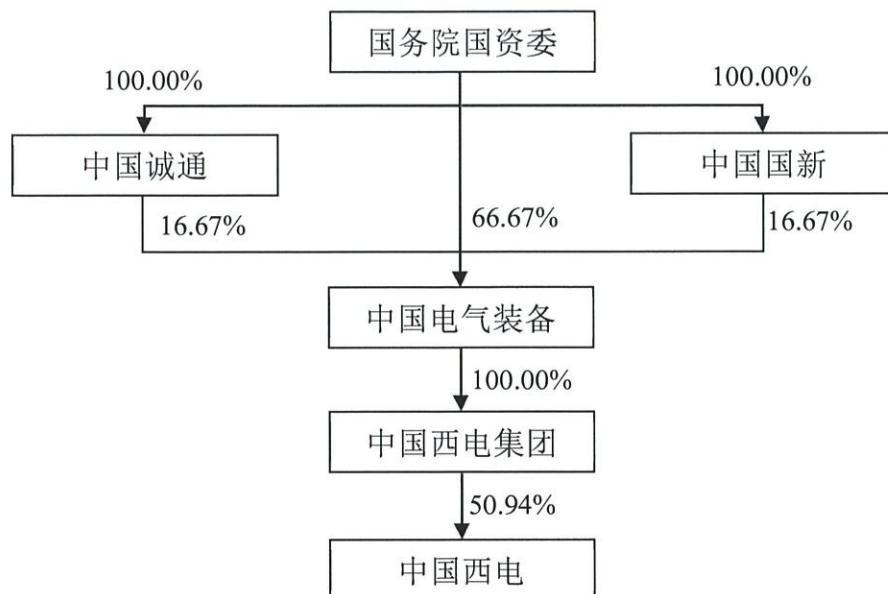 国务院国资委
100.00%
100.00%
中国诚通
中国国新
16.67%
66.67%
16.67%
中国电气装备
100.00%
中国西电集团
50.94%
中国西电